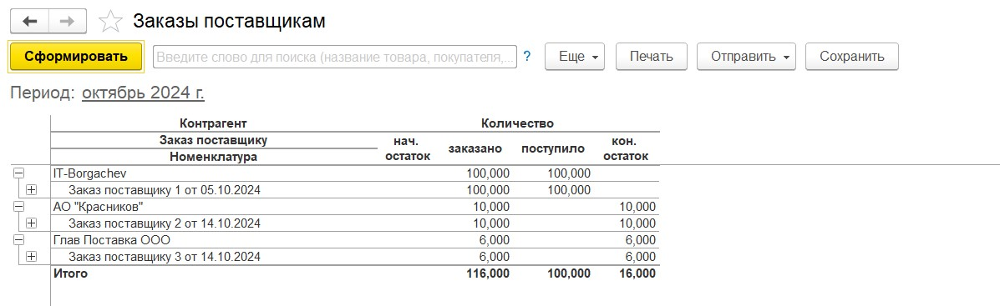 Заказы поставщикам
Сформировать Введите слово для поиска (название товара, покупателя,... ? Еще Печать Отправить Сохранить
Период: октябрь 2024 г.
Контрагент Количество
Заказ поставщику нач. остаток заказано поступило кон. остаток
Номенклатура
IT-Borgachev 100,000 100,000
Заказ поставщику 1 от 05.10.2024 100,000 100,000
АО "Красников" 10,000 10,000
Заказ поставщику 2 от 14.10.2024 10,000 10,000
Глав Поставка ООО 6,000 6,000
Заказ поставщику 3 от 14.10.2024 6,000 6,000
Итого 116,000 100,000 16,000